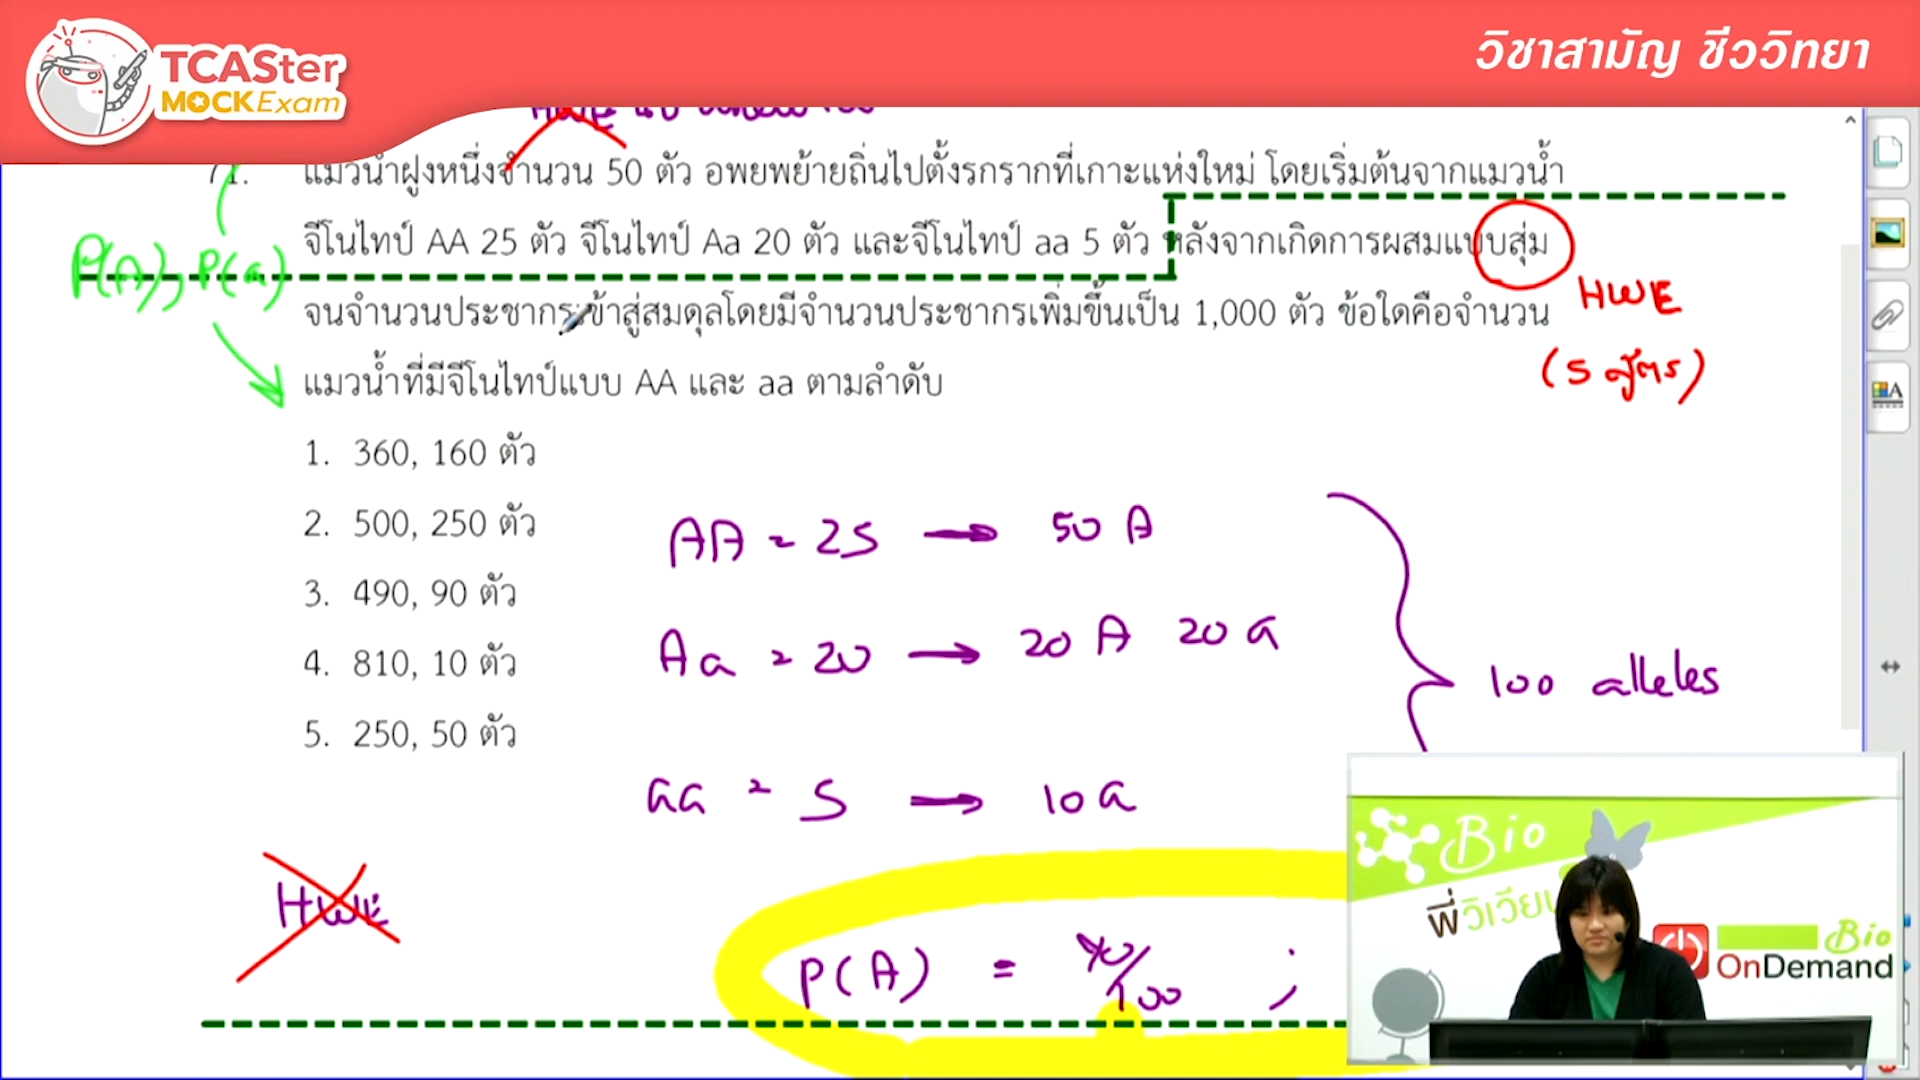 TCASter
MOCK Exam
วิชาสามัญ ชีววิทยา
71. แมวน้ำฝูงหนึ่งจำนวน 50 ตัว อพยพย้ายถิ่นไปตั้งรกรากที่เกาะแห่งใหม่ โดยเริ่มต้นจากแมวน้ำ
จีโนไทป์ AA 25 ตัว จีโนไทป์ Aa 20 ตัว และจีโนไทป์ aa 5 ตัว หลังจากเกิดการผสมแบบสุ่ม
P(A), P(a)
จนจำนวนประชากรเข้าสู่สมดุลโดยมีจำนวนประชากรเพิ่มขึ้นเป็น 1,000 ตัว ข้อใดคือจำนวน
HWE
แมวน้ำที่มีจีโนไทป์แบบ AA และ aa ตามลำดับ
(5 สูตร)
1. 360, 160 ตัว
2. 500, 250 ตัว
3. 490, 90 ตัว
4. 810, 10 ตัว
5. 250, 50 ตัว
AA = 25 → 50 A
Aa = 20 → 20 A 20 a
100 alleles
aa = 5 → 10 a
HWE
P(A) = /100 ;
Bio
พี่วิเวียน
Bio
OnDemand